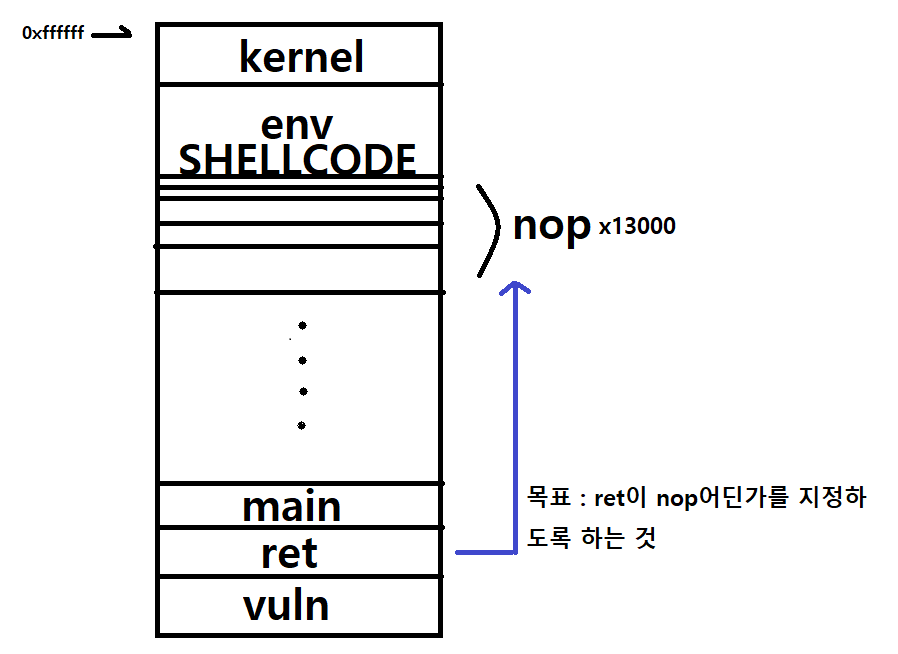 0xffffff
kernel
env
SHELLCODE
nop x13000
목표 : ret이 nop어딘가를 지정하
도록 하는 것
main
ret
vuln